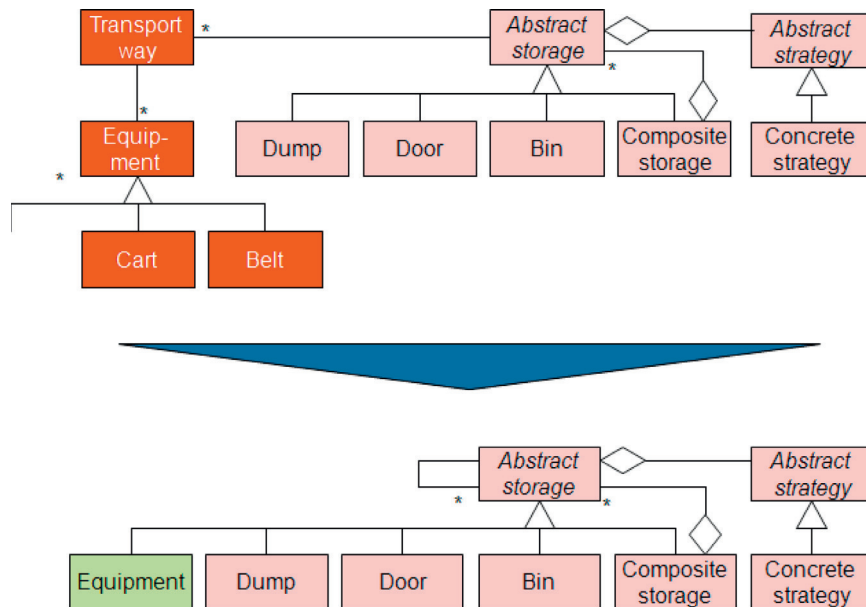 Transport
way
*
Abstract
storage
*
Abstract
strategy
*
Equip-
ment
*
Dump
Door
Bin
Composite
storage
Concrete
strategy
Cart
Belt
Abstract
storage
*
*
Abstract
strategy
Equipment
Dump
Door
Bin
Composite
storage
Concrete
strategy